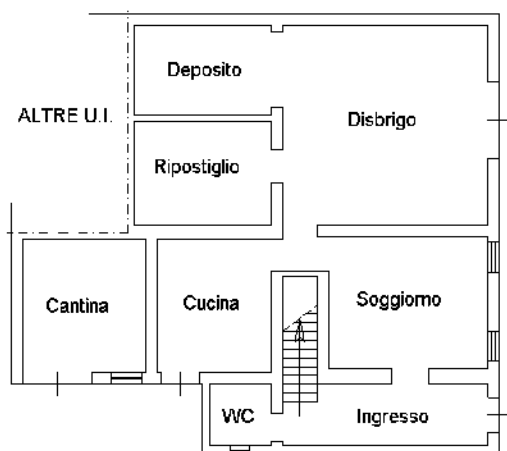 Deposito
ALTRE U.I.
Disbrigo
Ripostiglio
Cantina
Cucina
Soggiorno
WC
Ingresso